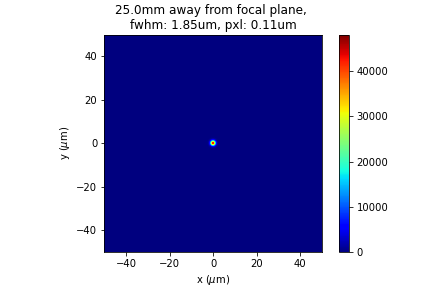 25.0mm away from focal plane,
fwhm: 1.85um, pxl: 0.11um
40
20
0
−20
−40
y (μm)
−40 −20 0 20 40
x (μm)
40000
30000
20000
10000
0